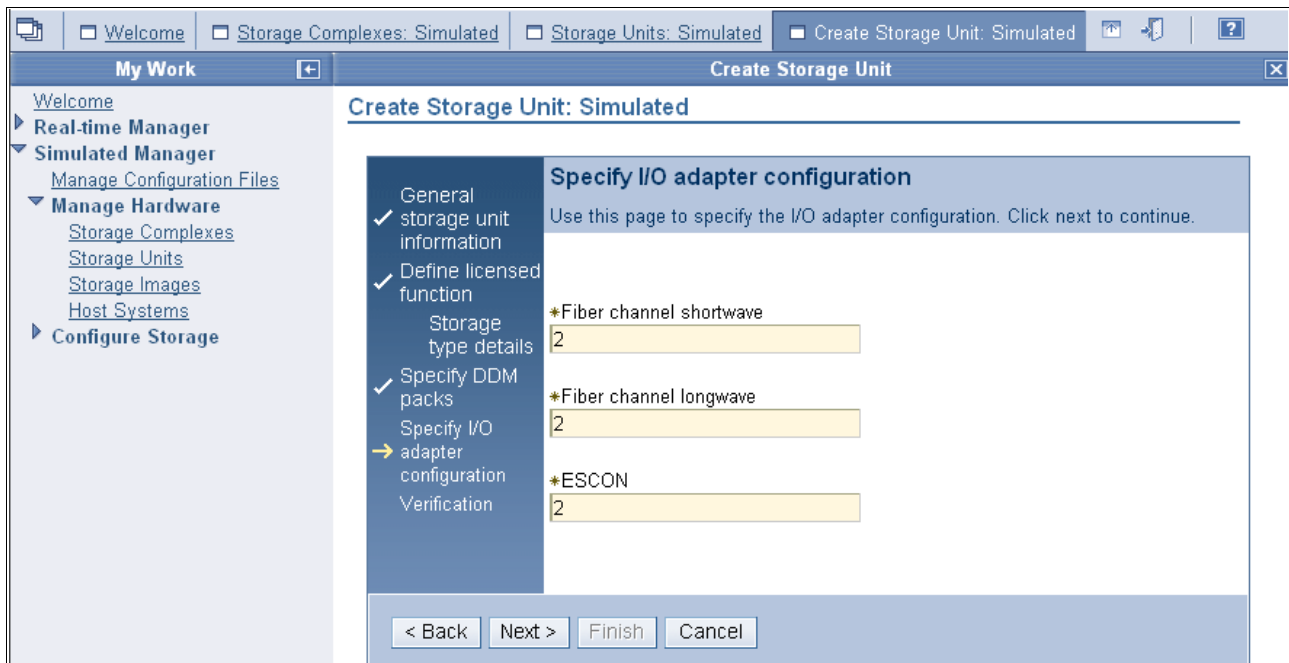 Welcome
Storage Complexes: Simulated
Storage Units: Simulated
Create Storage Unit: Simulated
?
My Work
Create Storage Unit
Welcome
Real-time Manager
Simulated Manager
Manage Configuration Files
Manage Hardware
Storage Complexes
Storage Units
Storage Images
Host Systems
Configure Storage
Create Storage Unit: Simulated
General
storage unit
information
Define licensed
function
Storage
type details
Specify DDM
packs
Specify I/O
adapter
configuration
Verification
Specify I/O adapter configuration
Use this page to specify the I/O adapter configuration. Click next to continue.
*Fiber channel shortwave
2
*Fiber channel longwave
2
*ESCON
2
< Back
Next >
Finish
Cancel